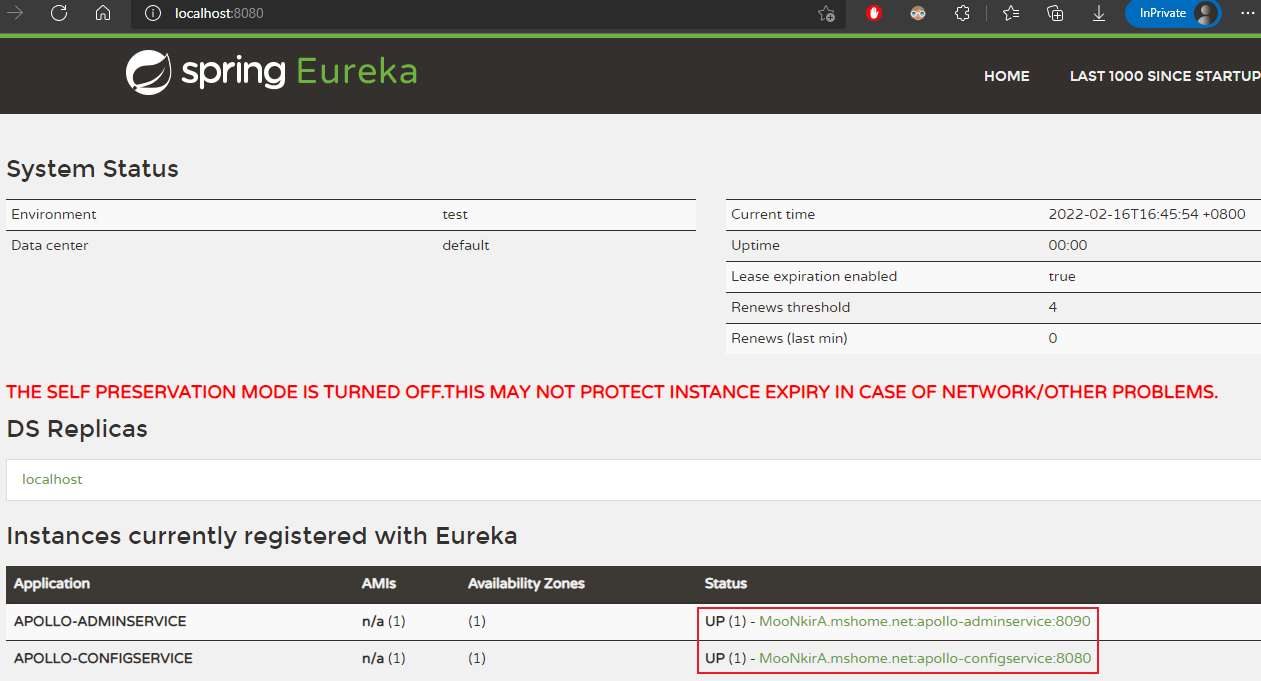 localhost:8080
InPrivate
spring Eureka
HOME
LAST 1000 SINCE STARTUP
System Status
Environment test
Data center default
Current time 2022-02-16T16:45:54 +0800
Uptime 00:00
Lease expiration enabled true
Renews threshold 4
Renews (last min) 0
THE SELF PRESERVATION MODE IS TURNED OFF.THIS MAY NOT PROTECT INSTANCE EXPIRY IN CASE OF NETWORK/OTHER PROBLEMS.
DS Replicas
localhost
Instances currently registered with Eureka
Application AMIs Availability Zones Status
APOLLO-ADMINSERVICE n/a (1) (1) UP (1) - MooNkirA.mshome.net:apollo-adminservice:8090
APOLLO-CONFIGSERVICE n/a (1) (1) UP (1) - MooNkirA.mshome.net:apollo-configservice:8080